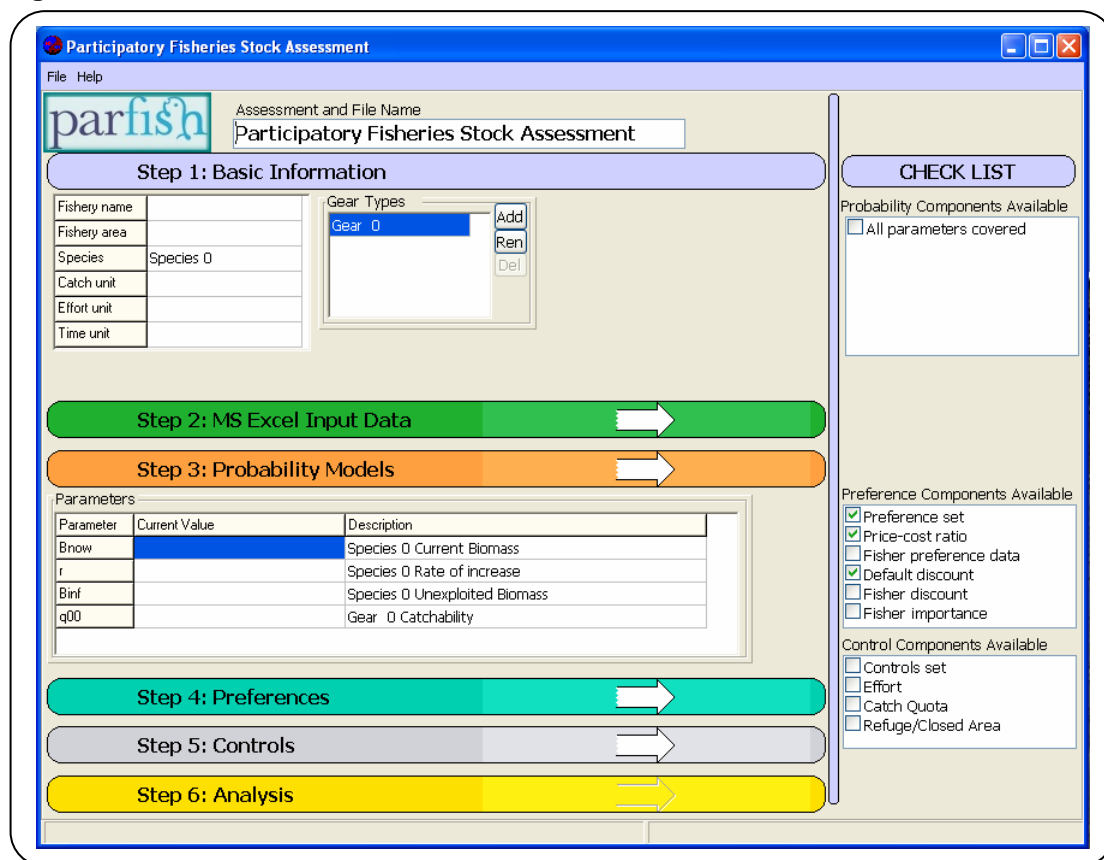 Participatory Fisheries Stock Assessment
File Help
parfish
Assessment and File Name
Participatory Fisheries Stock Assessment
Step 1: Basic Information
Fishery name
Fishery area
Species Species 0
Catch unit
Effort unit
Time unit
Gear Types
Gear 0
Add
Ren
Del
Step 2: MS Excel Input Data
Step 3: Probability Models
Parameters
Parameter Current Value Description
Bnow Species 0 Current Biomass
r Species 0 Rate of increase
Binf Species 0 Unexploited Biomass
q00 Gear 0 Catchability
Step 4: Preferences
Step 5: Controls
Step 6: Analysis
CHECK LIST
Probability Components Available
All parameters covered
Preference Components Available
Preference set
Price-cost ratio
Fisher preference data
Default discount
Fisher discount
Fisher importance
Control Components Available
Controls set
Effort
Catch Quota
Refuge/Closed Area